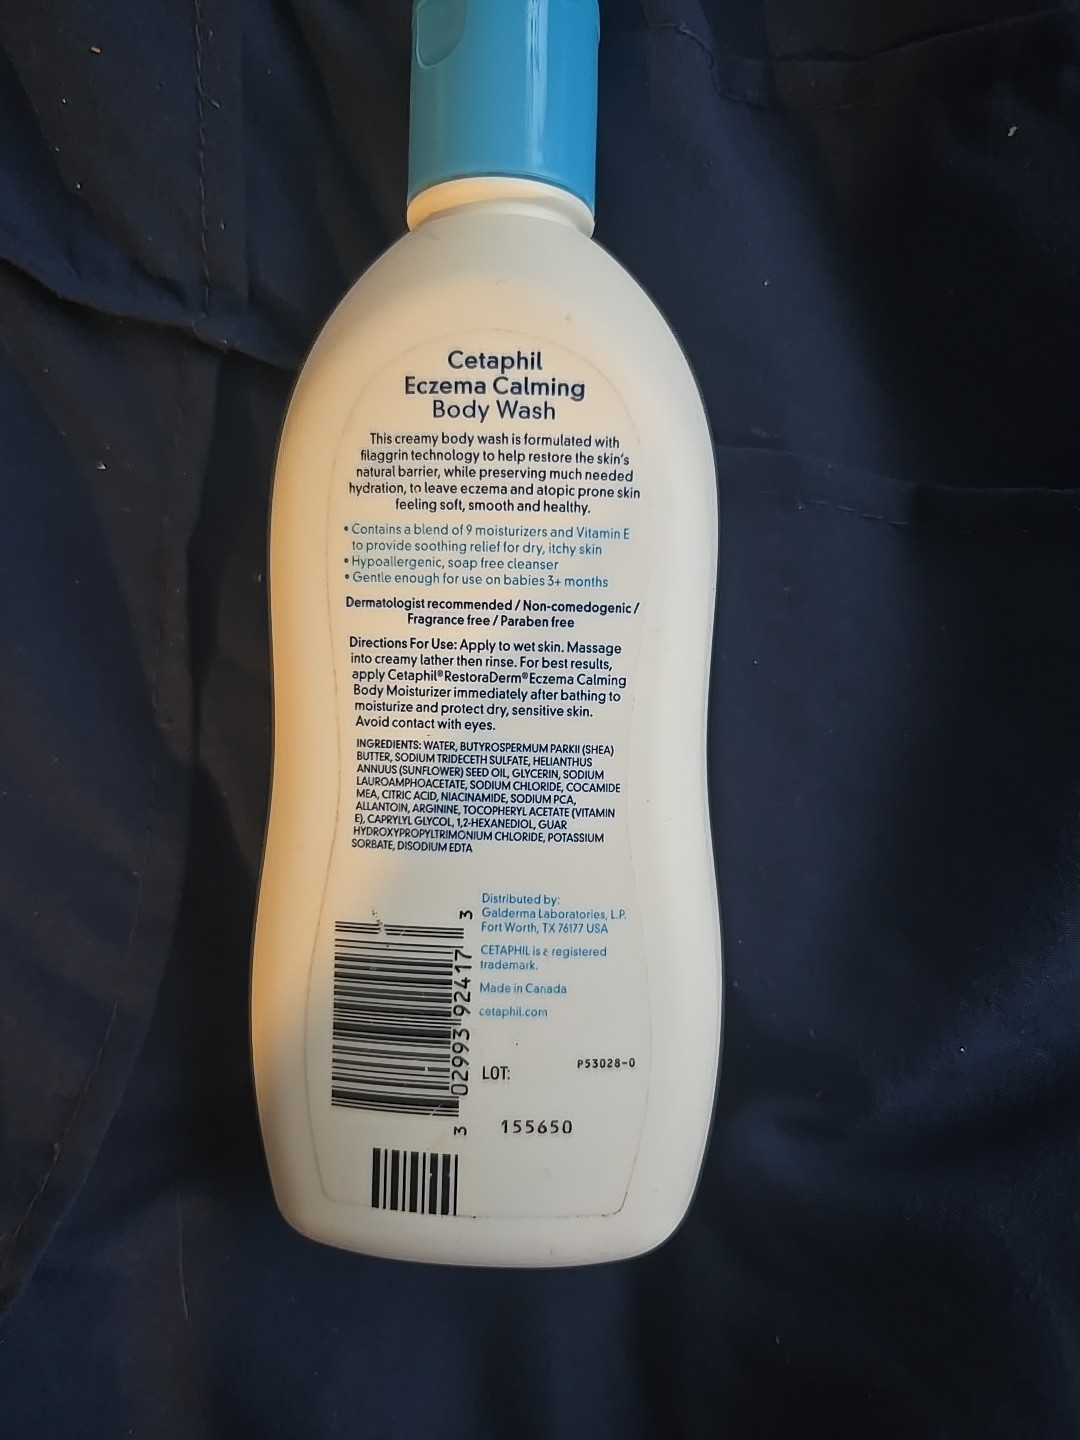 Cetaphil
Eczema Calming
Body Wash
This creamy body wash is formulated with
filaggrin technology to help restore the skin's
natural barrier, while preserving much needed
hydration, to leave eczema and atopic prone skin
feeling soft, smooth and healthy.
• Contains a blend of 9 moisturizers and Vitamin E
to provide soothing relief for dry, itchy skin
• Hypoallergenic, soap free cleanser
• Gentle enough for use on babies 3+ months
Dermatologist recommended / Non-comedogenic /
Fragrance free / Paraben free
Directions For Use: Apply to wet skin. Massage
into creamy lather then rinse. For best results,
apply Cetaphil® RestoraDerm® Eczema Calming
Body Moisturizer immediately after bathing to
moisturize and protect dry, sensitive skin.
Avoid contact with eyes.
INGREDIENTS: WATER, BUTYROSPERMUM PARKII (SHEA)
BUTTER, SODIUM TRIDECETH SULFATE, HELIANTHUS
ANNUUS (SUNFLOWER) SEED OIL, GLYCERIN, SODIUM
LAUROAMPHOACETATE, SODIUM CHLORIDE, COCAMIDE
MEA, CITRIC ACID, NIACINAMIDE, SODIUM PCA,
ALLANTOIN, ARGININE, TOCOPHERYL ACETATE (VITAMIN
E), CAPRYLYL GLYCOL, 1,2-HEXANEDIOL, GUAR
HYDROXYPROPYLTRIMONIUM CHLORIDE, POTASSIUM
SORBATE, DISODIUM EDTA
Distributed by:
Galderma Laboratories, L.P.
Fort Worth, TX 76177 USA
CETAPHIL is a registered
trademark.
Made in Canada
cetaphil.com
3 02993 92417 3
LOT:
P53028-0
155650